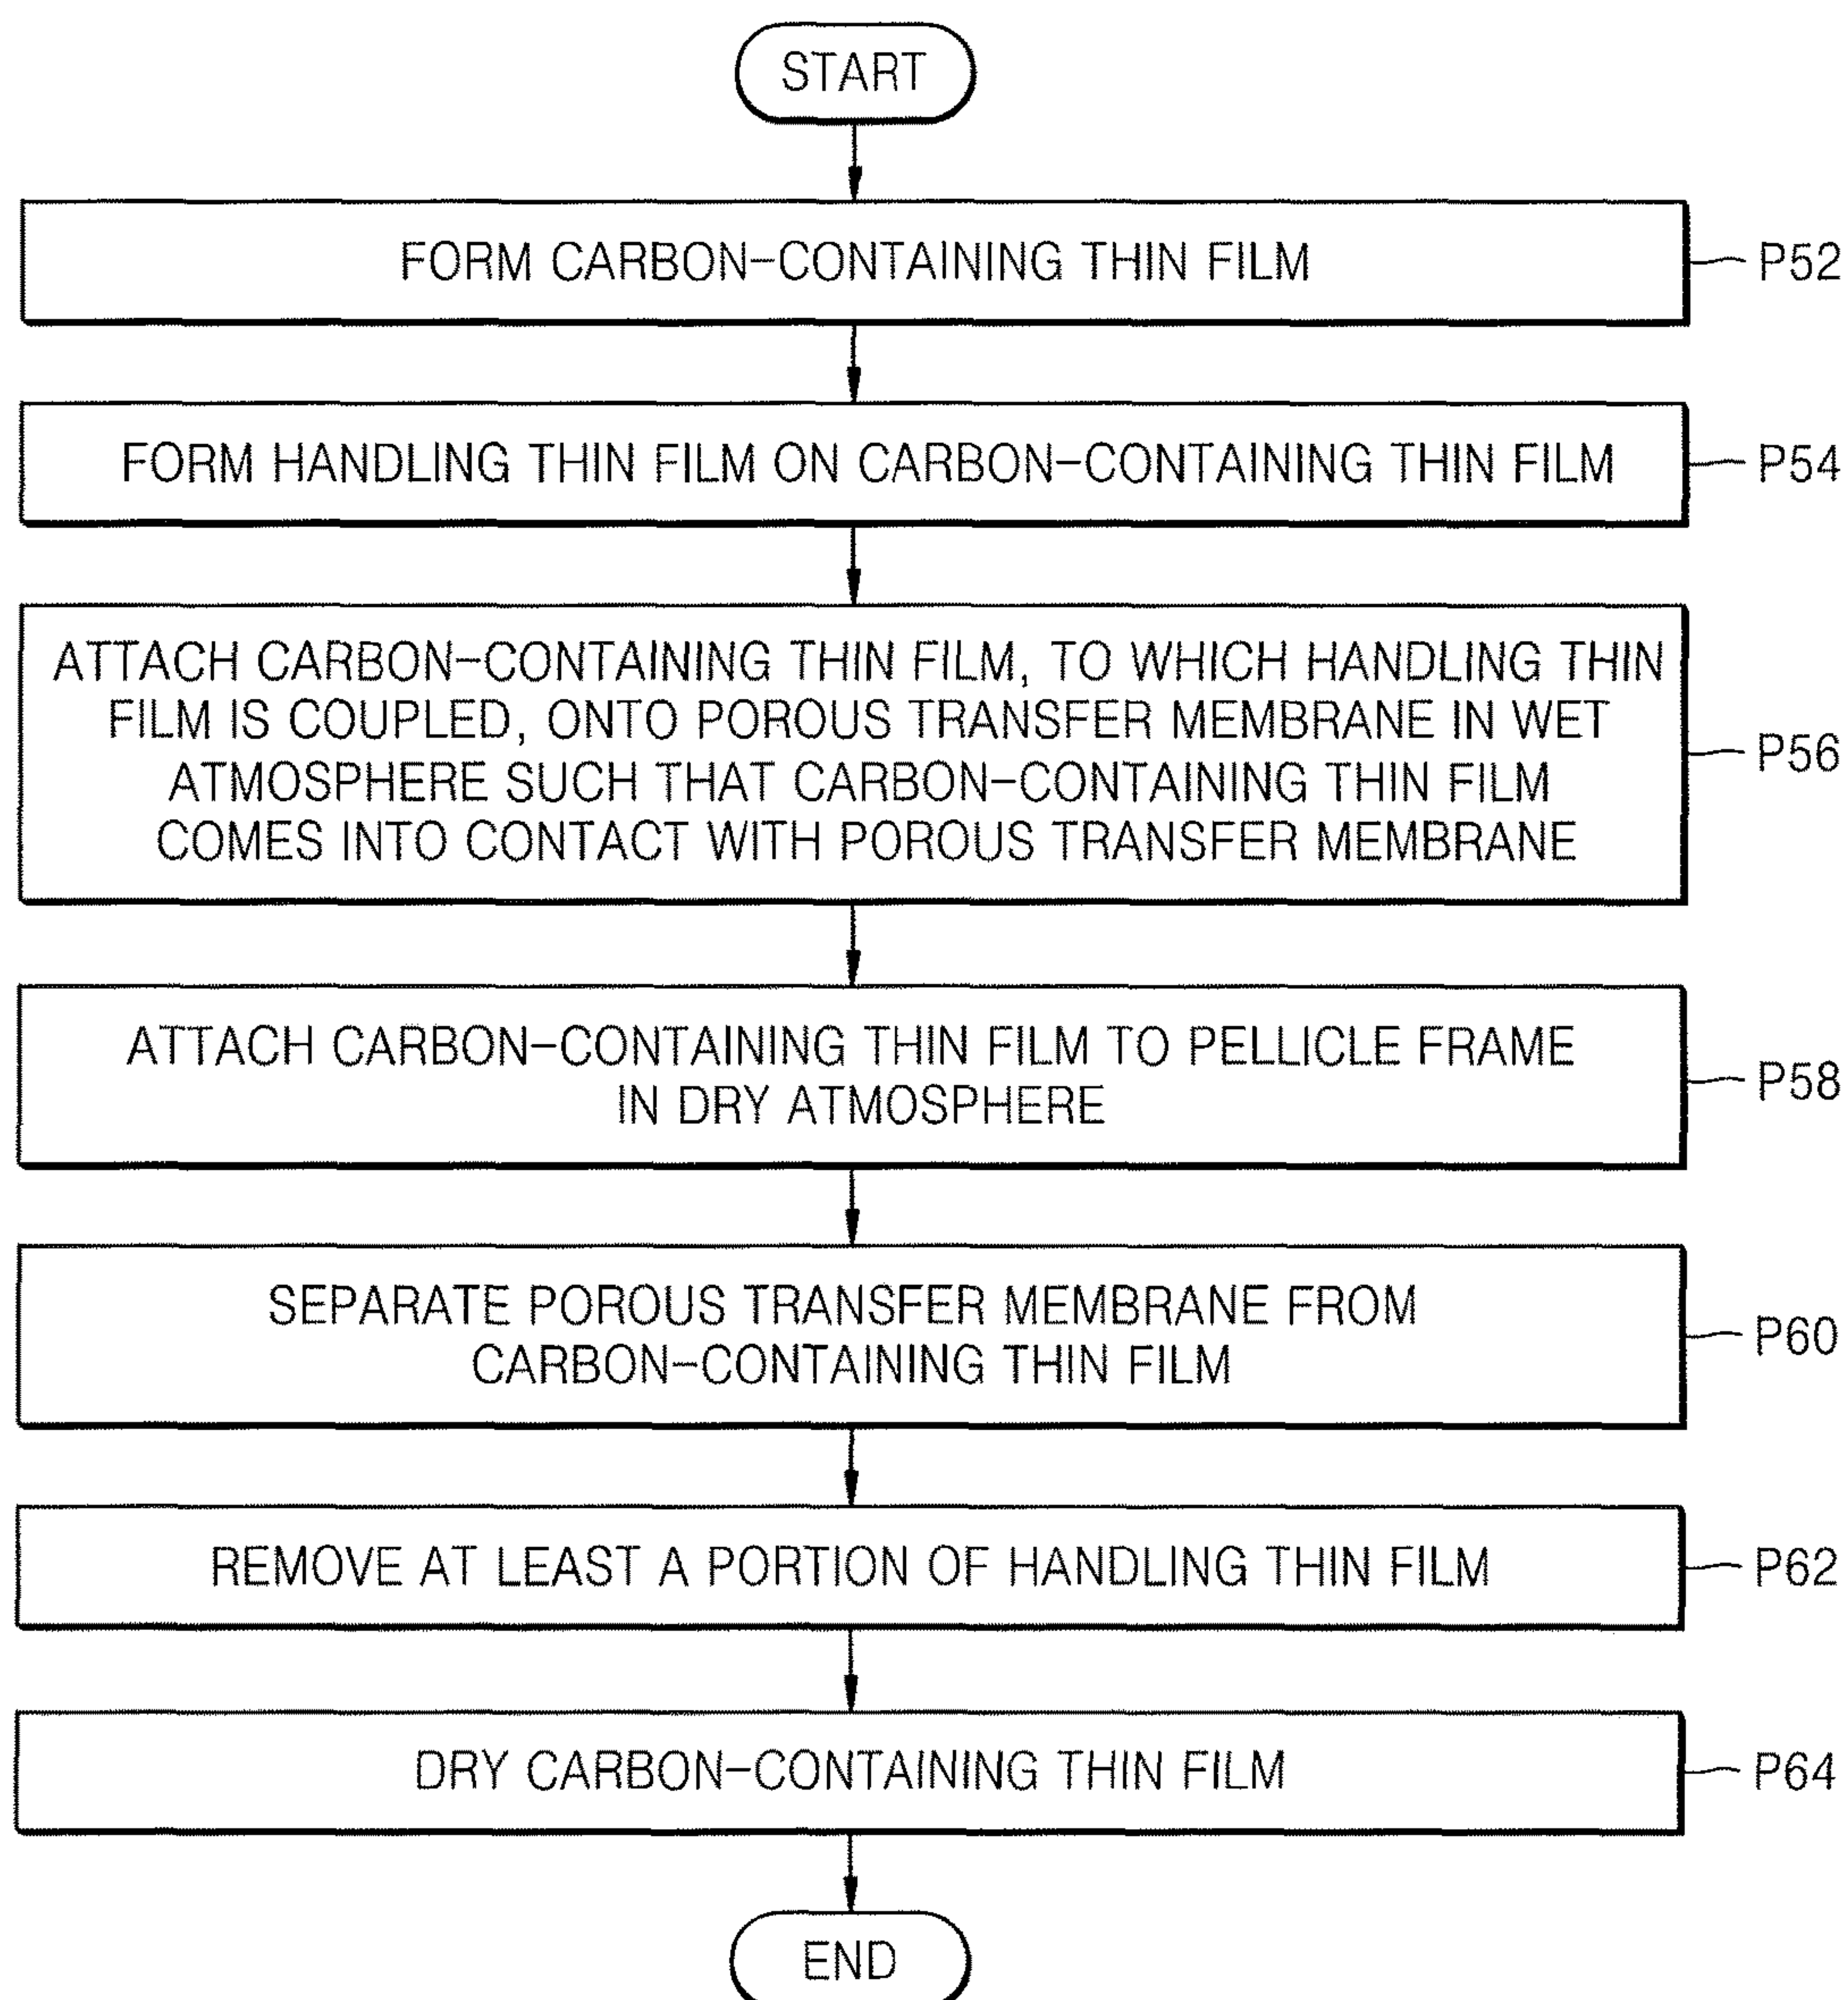 START
FORM CARBON-CONTAINING THIN FILM
P52
FORM HANDLING THIN FILM ON CARBON-CONTAINING THIN FILM
P54
ATTACH CARBON-CONTAINING THIN FILM, TO WHICH HANDLING THIN
FILM IS COUPLED, ONTO POROUS TRANSFER MEMBRANE IN WET
ATMOSPHERE SUCH THAT CARBON-CONTAINING THIN FILM
COMES INTO CONTACT WITH POROUS TRANSFER MEMBRANE
P56
ATTACH CARBON-CONTAINING THIN FILM TO PELLICLE FRAME
IN DRY ATMOSPHERE
P58
SEPARATE POROUS TRANSFER MEMBRANE FROM
CARBON-CONTAINING THIN FILM
P60
REMOVE AT LEAST A PORTION OF HANDLING THIN FILM
P62
DRY CARBON-CONTAINING THIN FILM
P64
END